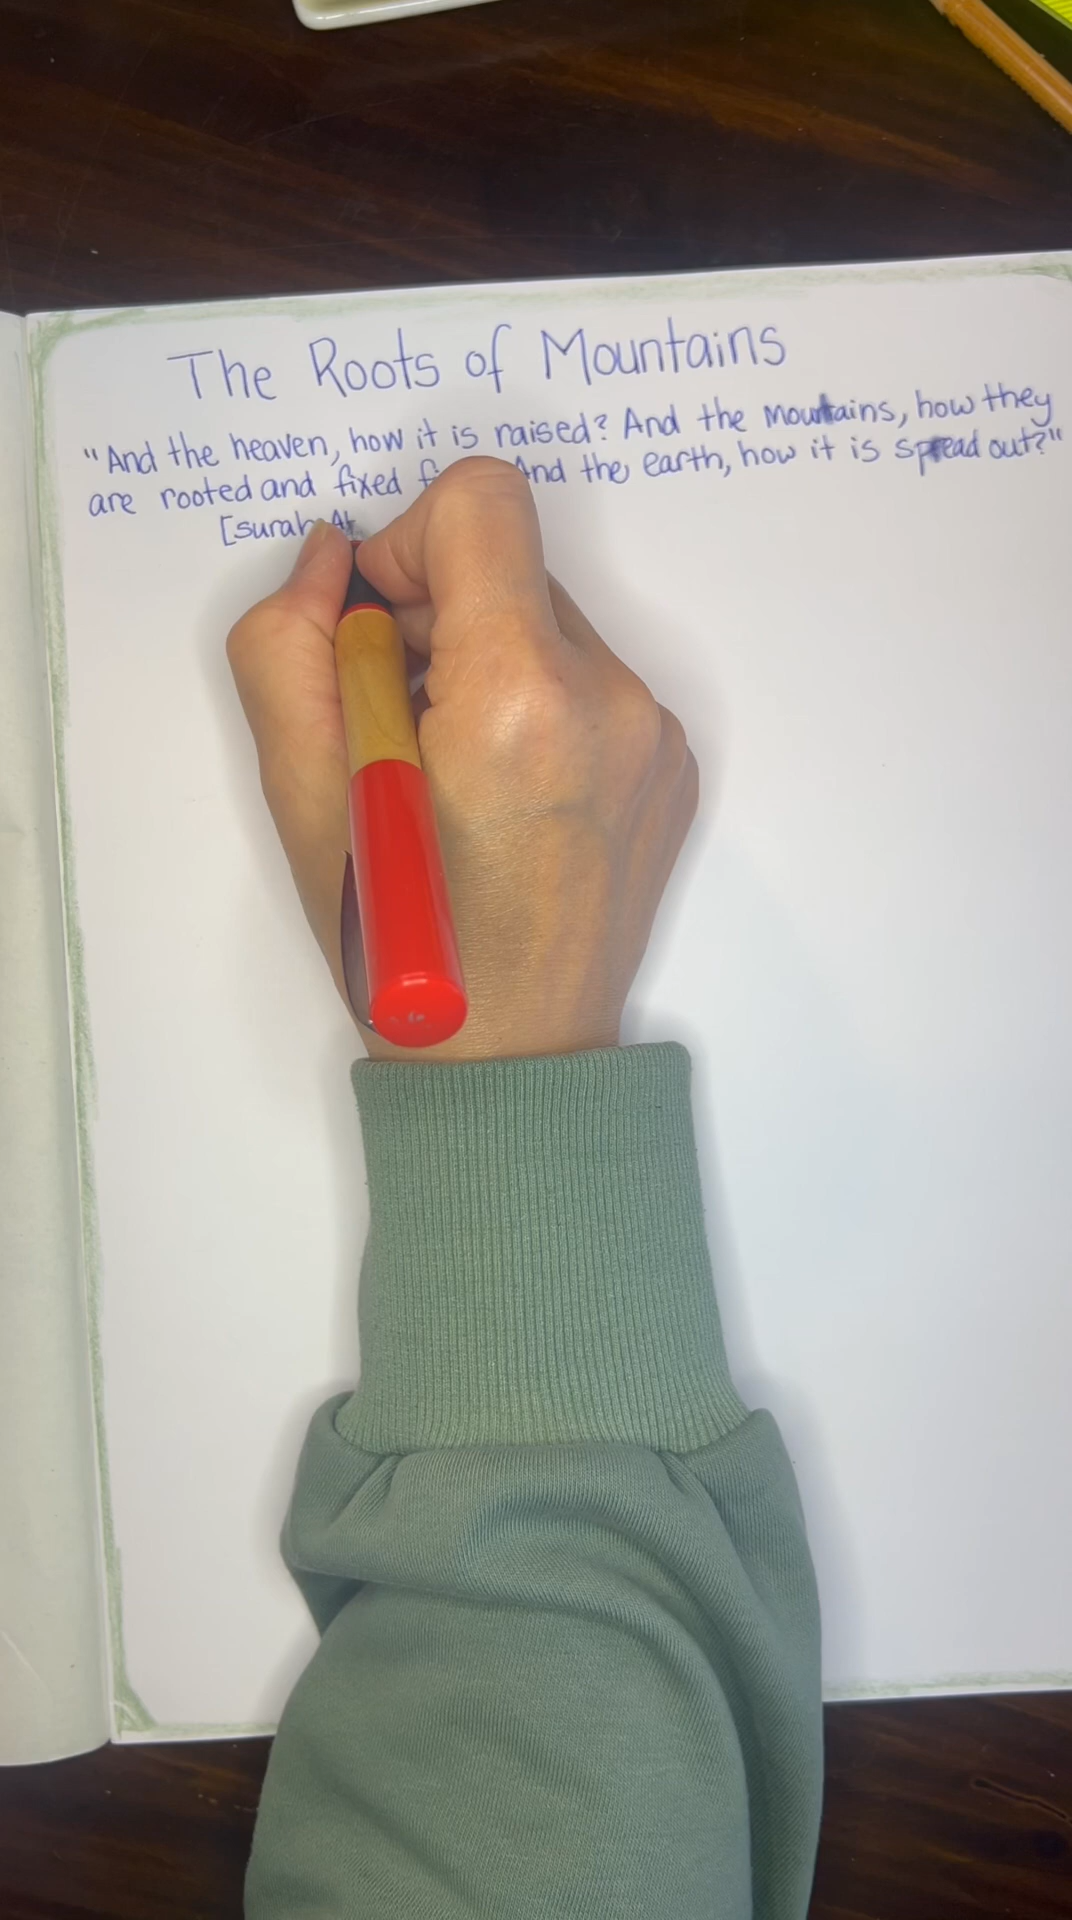 The Roots of Mountains
"And the heaven, how it is raised? And the mountains, how they
are rooted and fixed And the earth, how it is spread out?"
[surah